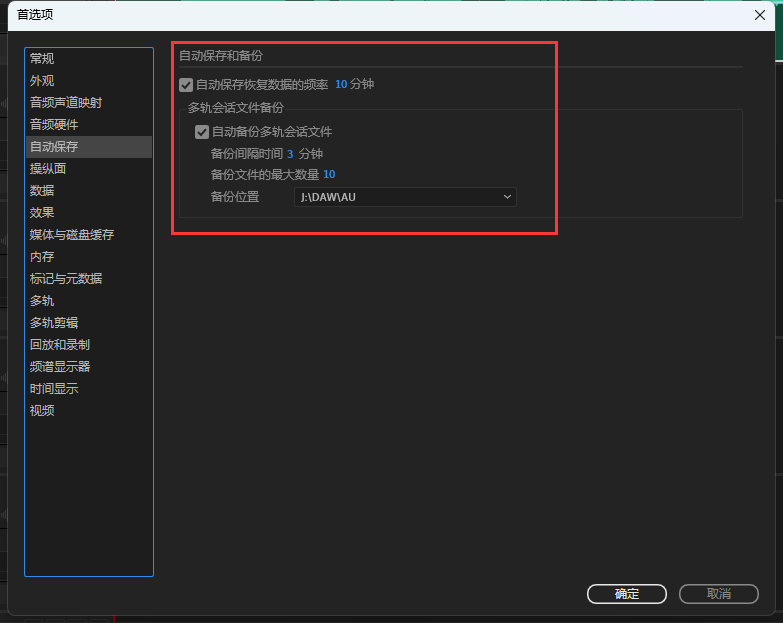 首选项
常规
外观
音频声道映射
音频硬件
自动保存
操纵面
数据
效果
媒体与磁盘缓存
内存
标记与元数据
多轨
多轨剪辑
回放和录制
频谱显示器
时间显示
视频
自动保存和备份
自动保存恢复数据的频率 10 分钟
多轨会话文件备份
自动备份多轨会话文件
备份间隔时间 3 分钟
备份文件的最大数量 10
备份位置 J:\DAW\AU
确定 取消